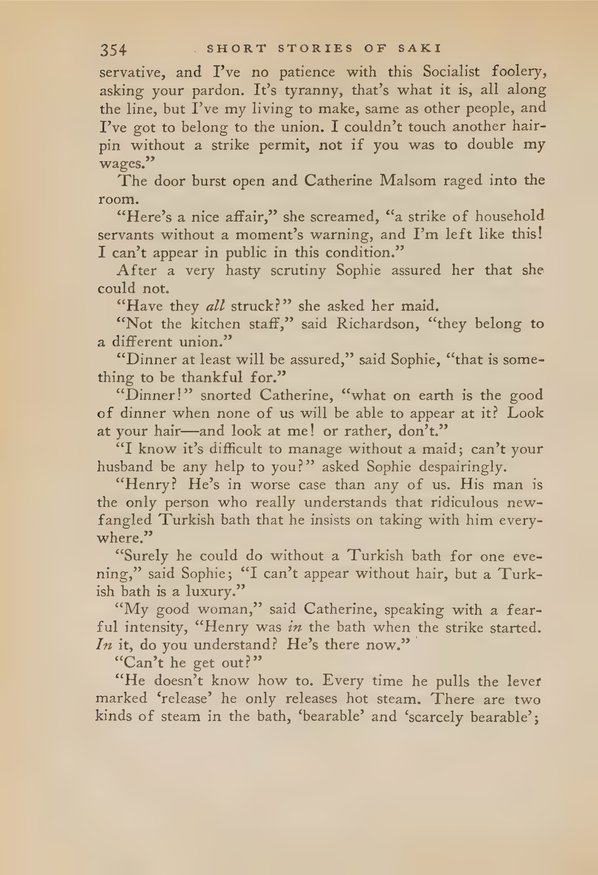 354 SHORT STORIES OF SAKI
servative, and I’ve no patience with this Socialist foolery,
asking your pardon. It’s tyranny, that’s what it is, all along
the line, but I’ve my living to make, same as other people, and
I’ve got to belong to the union. I couldn’t touch another hair-
pin without a strike permit, not if you was to double my
wages.”
The door burst open and Catherine Malsom raged into the
room.
“Here’s a nice affair,” she screamed, “a strike of household
servants without a moment’s warning, and I’m left like this!
I can’t appear in public in this condition.”
After a very hasty scrutiny Sophie assured her that she
could not.
“Have they all struck?” she asked her maid.
“Not the kitchen staff,” said Richardson, “they belong to
a different union.”
“Dinner at least will be assured,” said Sophie, “that is some-
thing to be thankful for.”
“Dinner!” snorted Catherine, “what on earth is the good
of dinner when none of us will be able to appear at it? Look
at your hair—and look at me! or rather, don’t.”
“I know it’s difficult to manage without a maid; can’t your
husband be any help to you?” asked Sophie despairingly.
“Henry? He’s in worse case than any of us. His man is
the only person who really understands that ridiculous new-
fangled Turkish bath that he insists on taking with him every-
where.”
“Surely he could do without a Turkish bath for one eve-
ning,” said Sophie; “I can’t appear without hair, but a Turk-
ish bath is a luxury.”
“My good woman,” said Catherine, speaking with a fear-
ful intensity, “Henry was in the bath when the strike started.
In it, do you understand? He’s there now.”
“Can’t he get out?”
“He doesn’t know how to. Every time he pulls the lever
marked ‘release’ he only releases hot steam. There are two
kinds of steam in the bath, ‘bearable’ and ‘scarcely bearable’;